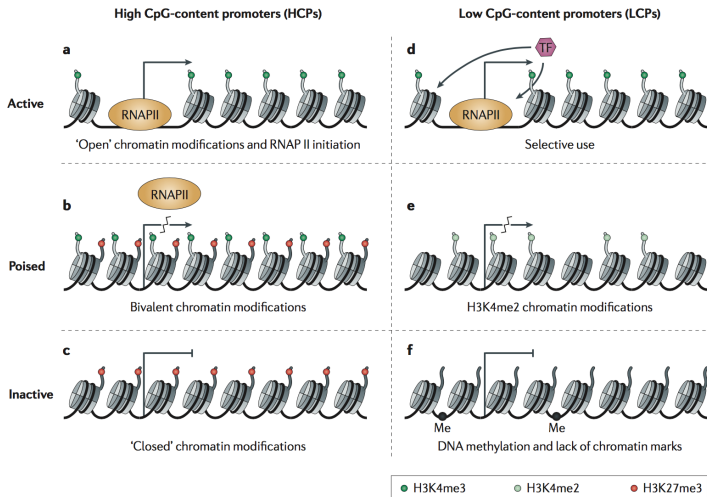 High CpG-content promoters (HCPs)
Low CpG-content promoters (LCPs)
Active
a
RNAPII
'Open' chromatin modifications and RNAP II initiation
d
TF
RNAPII
Selective use
Poised
b
RNAPII
Bivalent chromatin modifications
e
H3K4me2 chromatin modifications
Inactive
c
'Closed' chromatin modifications
f
Me
Me
DNA methylation and lack of chromatin marks
H3K4me3
H3K4me2
H3K27me3